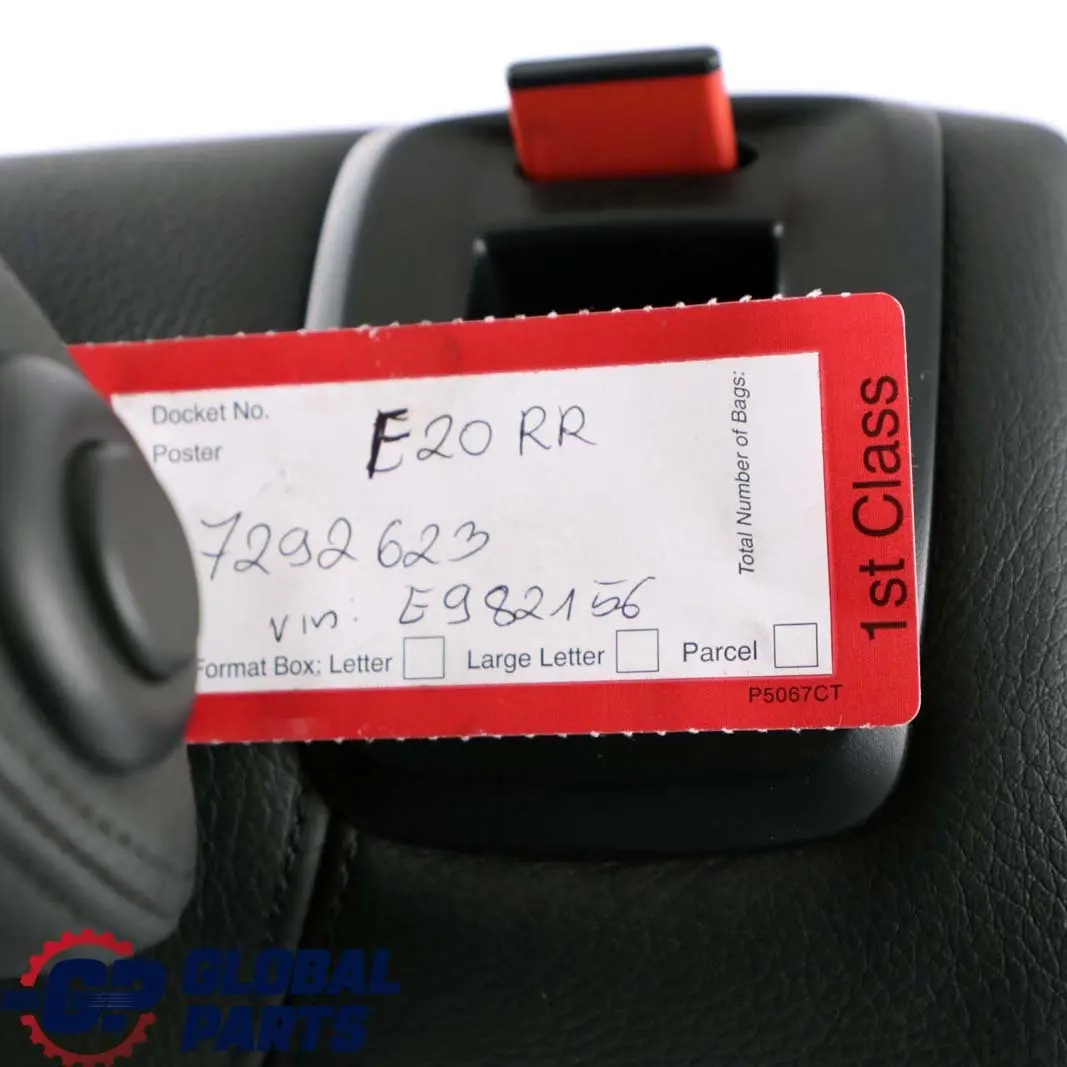 Docket No.
Poster
E20 RR
7292623
vin: E982156
Format Box: Letter Large Letter Parcel
Total Number of Bags:
1st Class
P5067CT
GP GLOBAL
PARTS